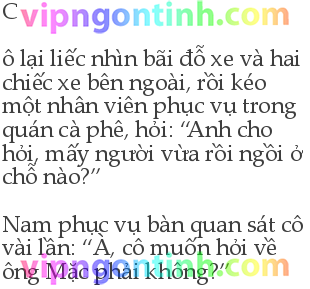 C
vipngontinh.com
ô lại liếc nhìn bãi đỗ xe và hai
chiếc xe bên ngoài, rồi kéo
một nhân viên phục vụ trong
quán cà phê, hỏi: “Anh cho
hỏi, mấy người vừa rồi ngồi ở
chỗ nào?”
Nam phục vụ bàn quan sát cô
vài lần: “À, cô muốn hỏi về
ông Mặc phải không?”
vipngontinh.com